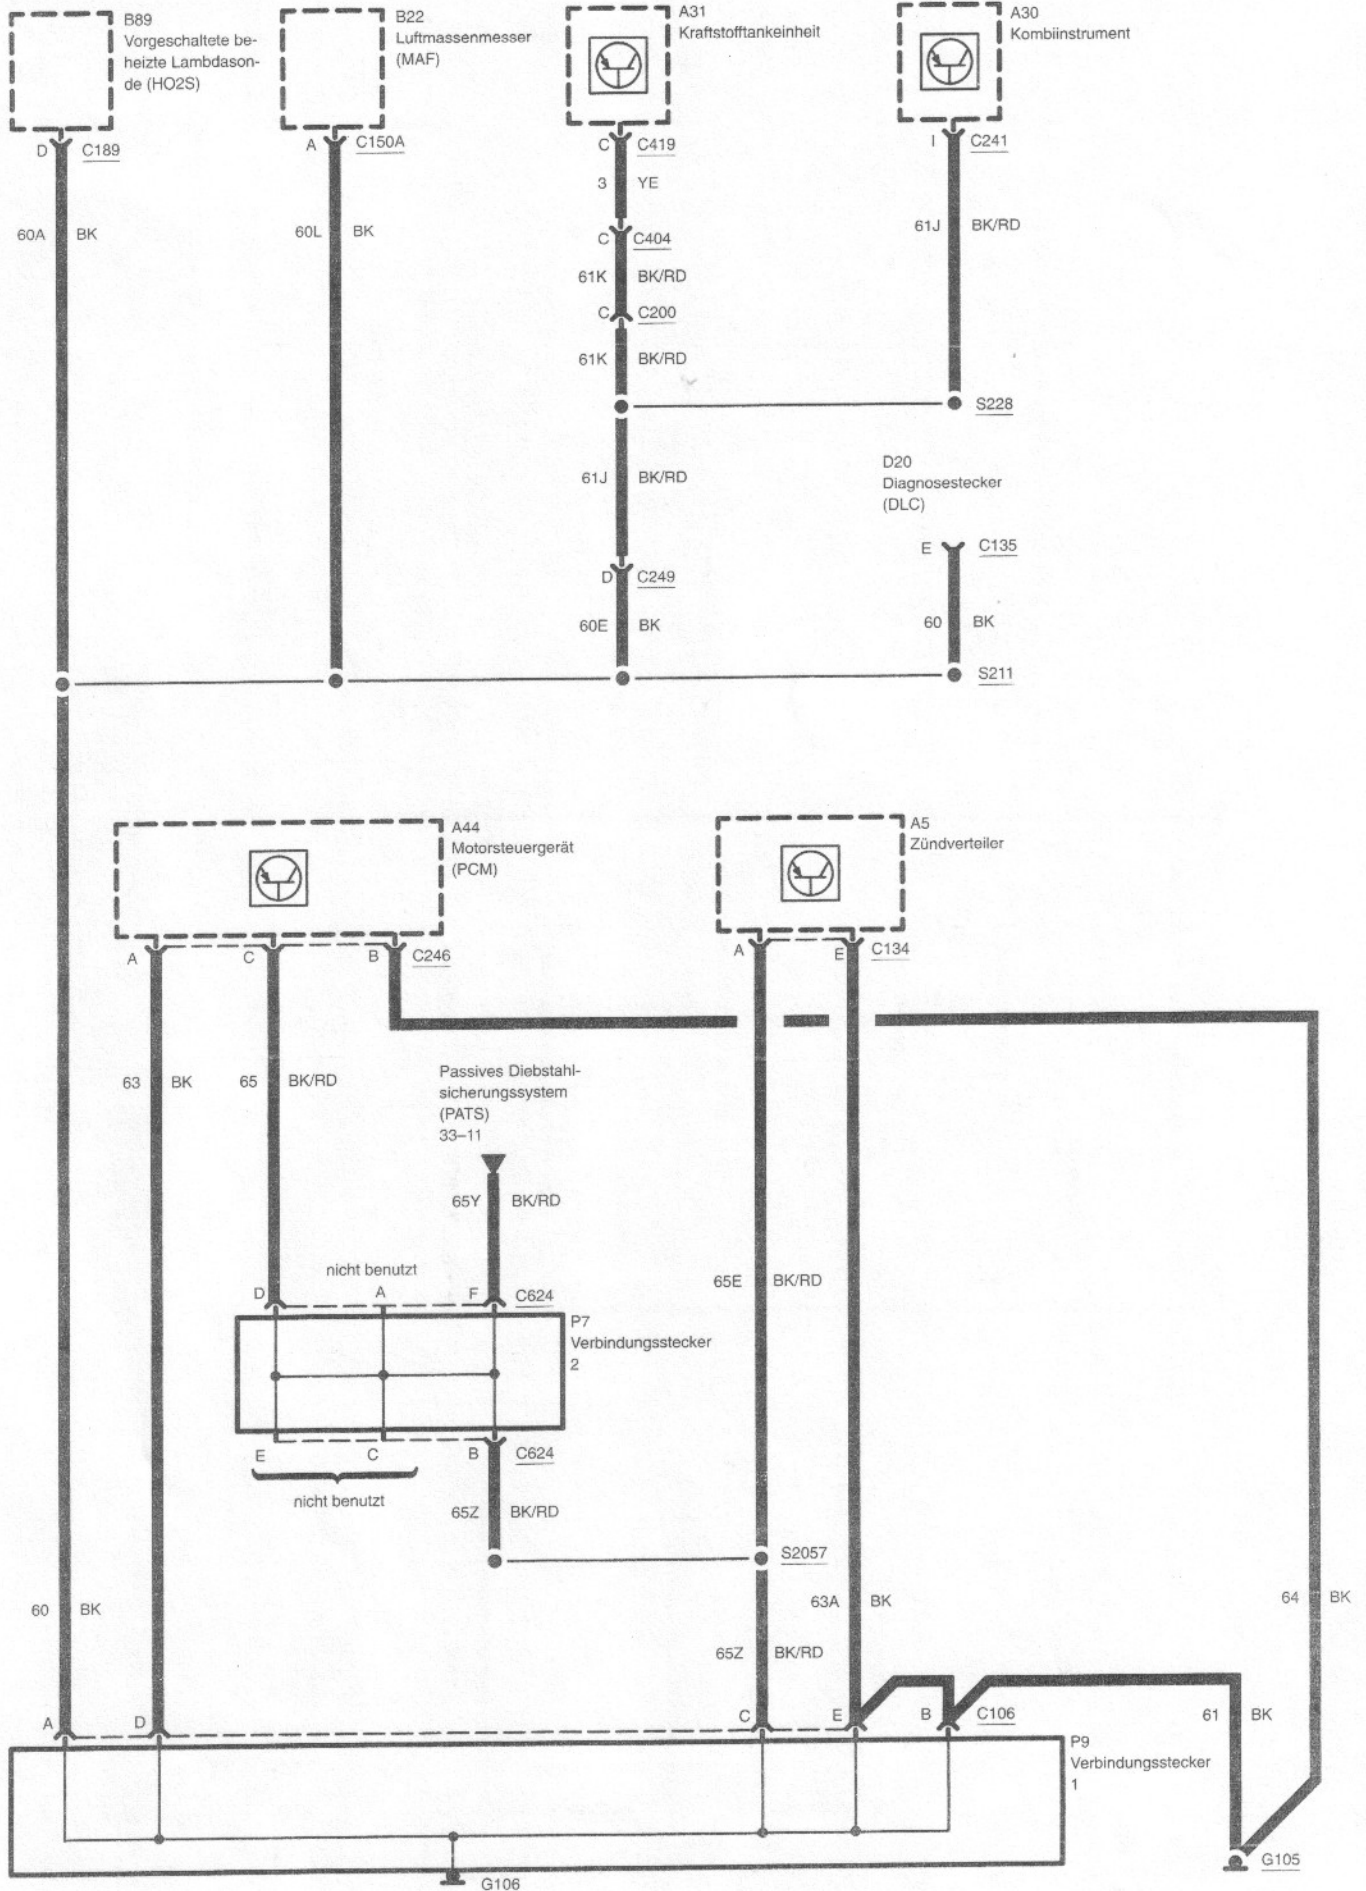 B89
Vorgeschaltete be-
heizte Lambdason-
de (HO2S)
B22
Luftmassenmesser
(MAF)
A31
Kraftstofftankeinheit
A30
Kombiinstrument
D C189
A C150A
C C419
I C241
3 YE
60A BK
60L BK
61J BK/RD
C C404
61K BK/RD
C C200
61K BK/RD
S228
D20
Diagnosestecker
(DLC)
61J BK/RD
E C135
D C249
60E BK
60 BK
S211
A44
Motorsteuergerät
(PCM)
A5
Zündverteiler
A C B C246
A E C134
63 BK
65 BK/RD
Passives Diebstahl-
sicherungssystem
(PATS)
33–11
65Y BK/RD
nicht benutzt
65E BK/RD
D A F C624
P7
Verbindungsstecker
2
E C B C624
nicht benutzt
65Z BK/RD
S2057
60 BK
63A BK
64 BK
65Z BK/RD
A D C E B C106
61 BK
P9
Verbindungsstecker
1
G105
G106